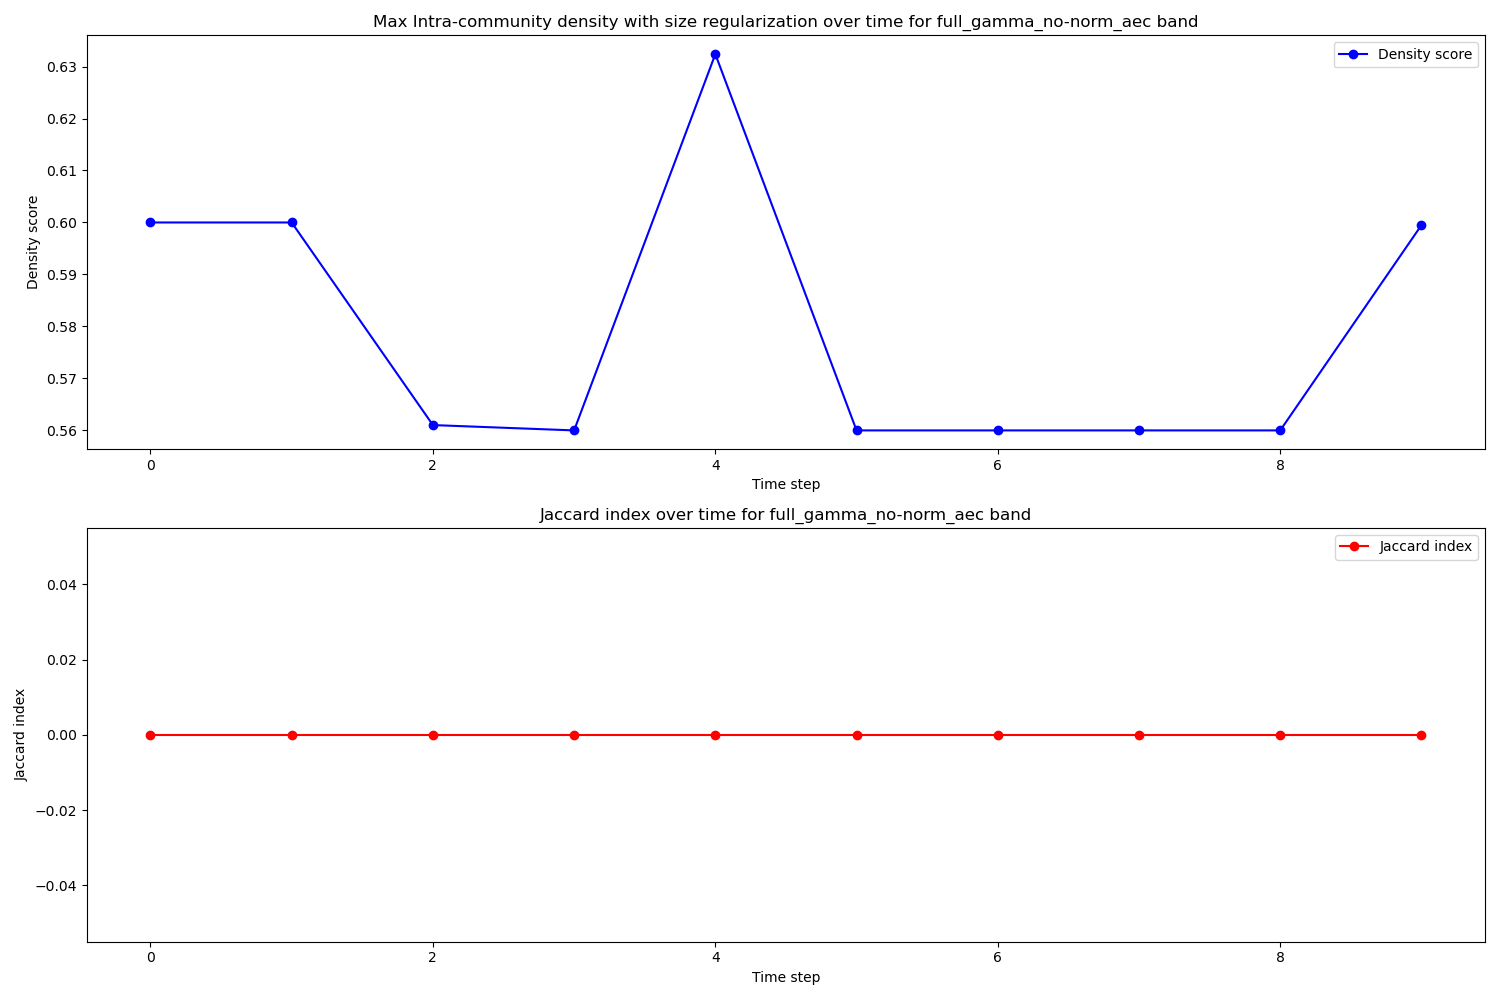 Max Intra-community density with size regularization over time for full_gamma_no-norm_aec band
Density score
0.63
0.62
0.61
0.60
0.59
0.58
0.57
0.56
Density score
0
2
4
6
8
Time step
Jaccard index over time for full_gamma_no-norm_aec band
Jaccard index
0.04
0.02
0.00
−0.02
−0.04
Jaccard index
0
2
4
6
8
Time step